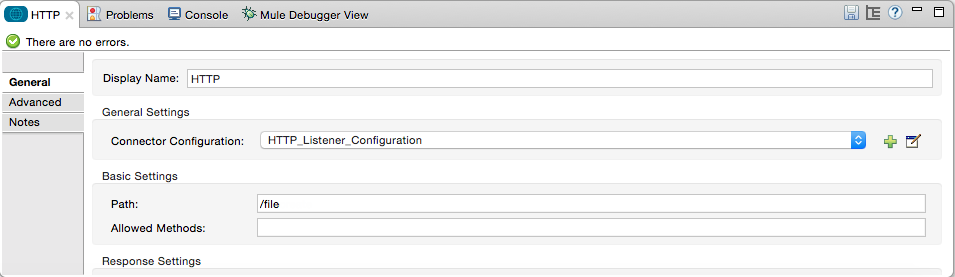 HTTP Problems Console Mule Debugger View
There are no errors.
General
Advanced
Notes
Display Name: HTTP
General Settings
Connector Configuration: HTTP_Listener_Configuration
Basic Settings
Path: /file
Allowed Methods:
Response Settings